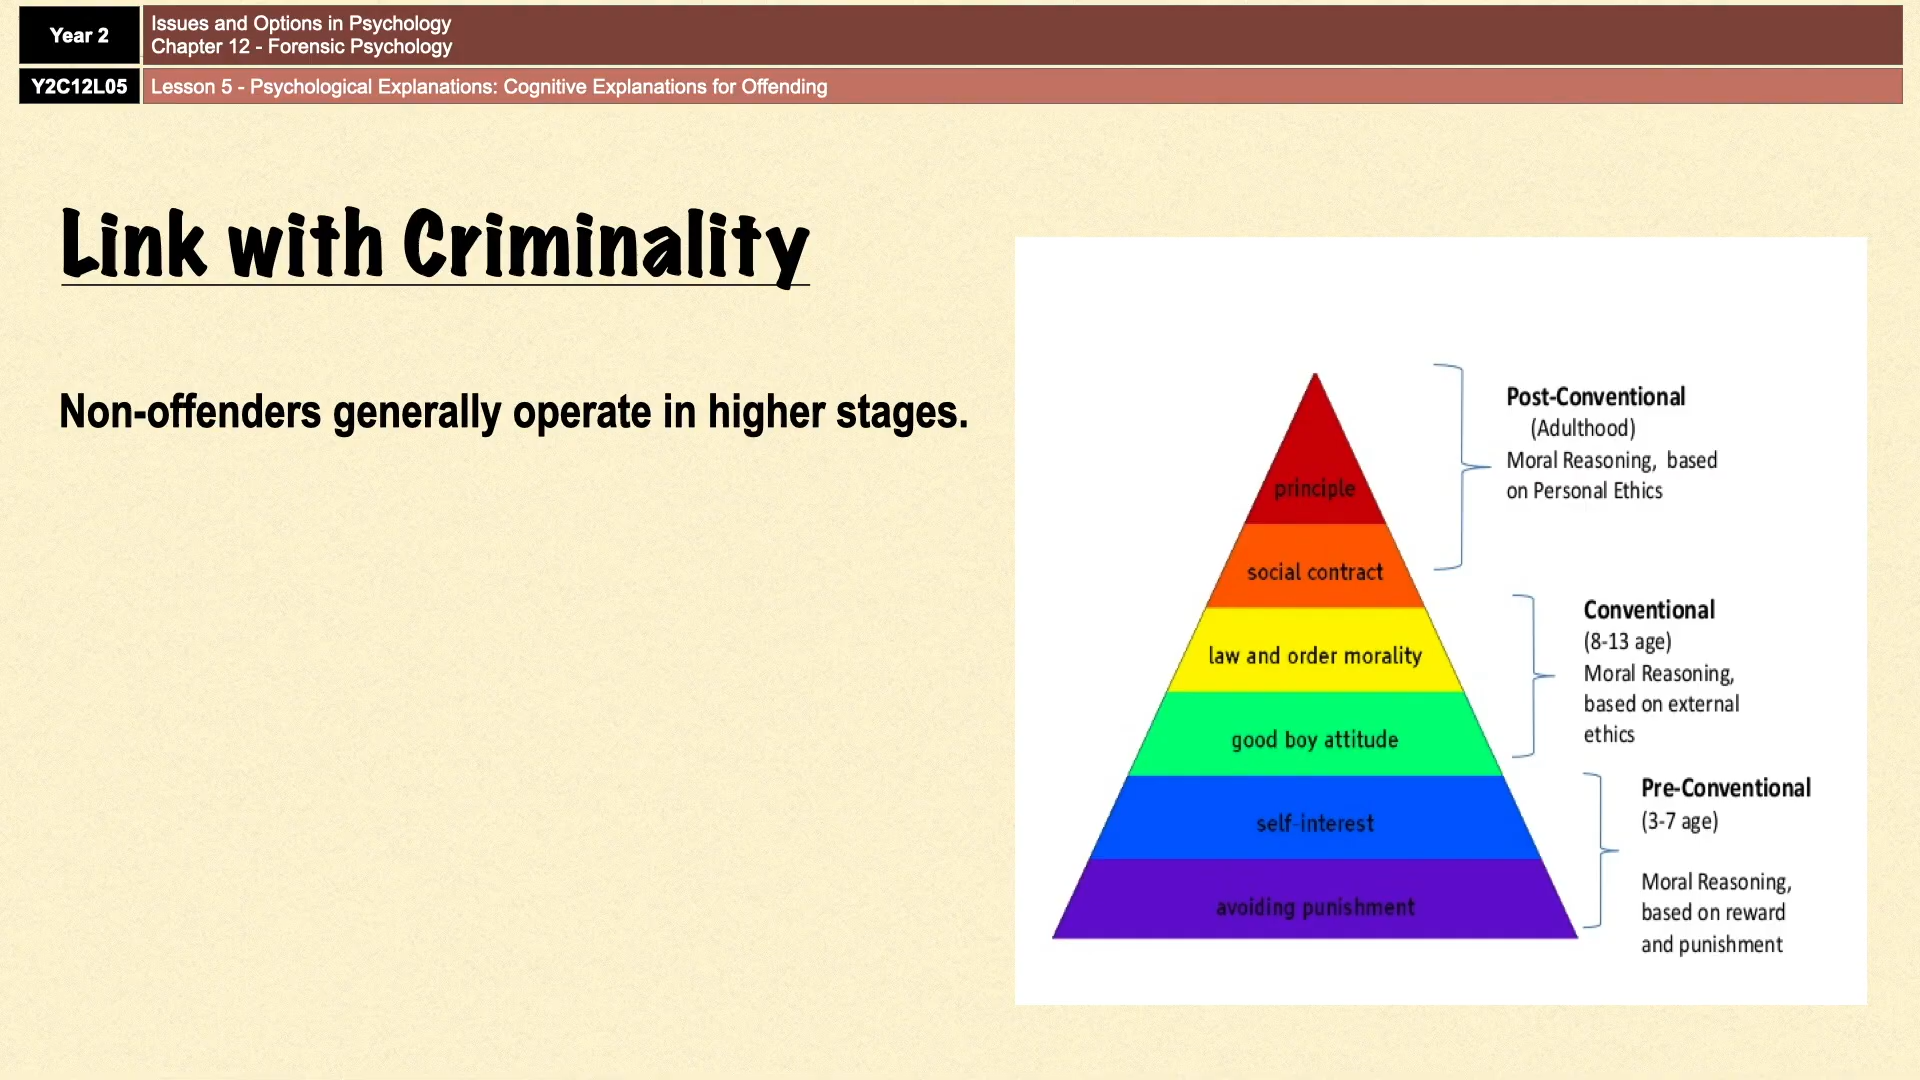 Year 2
Issues and Options in Psychology
Chapter 12 - Forensic Psychology
Y2C12L05
Lesson 5 - Psychological Explanations: Cognitive Explanations for Offending
Link with Criminality
Non-offenders generally operate in higher stages.
principle
social contract
law and order morality
good boy attitude
self-interest
avoiding punishment
Post-Conventional
(Adulthood)
Moral Reasoning, based
on Personal Ethics
Conventional
(8-13 age)
Moral Reasoning,
based on external
ethics
Pre-Conventional
(3-7 age)
Moral Reasoning,
based on reward
and punishment